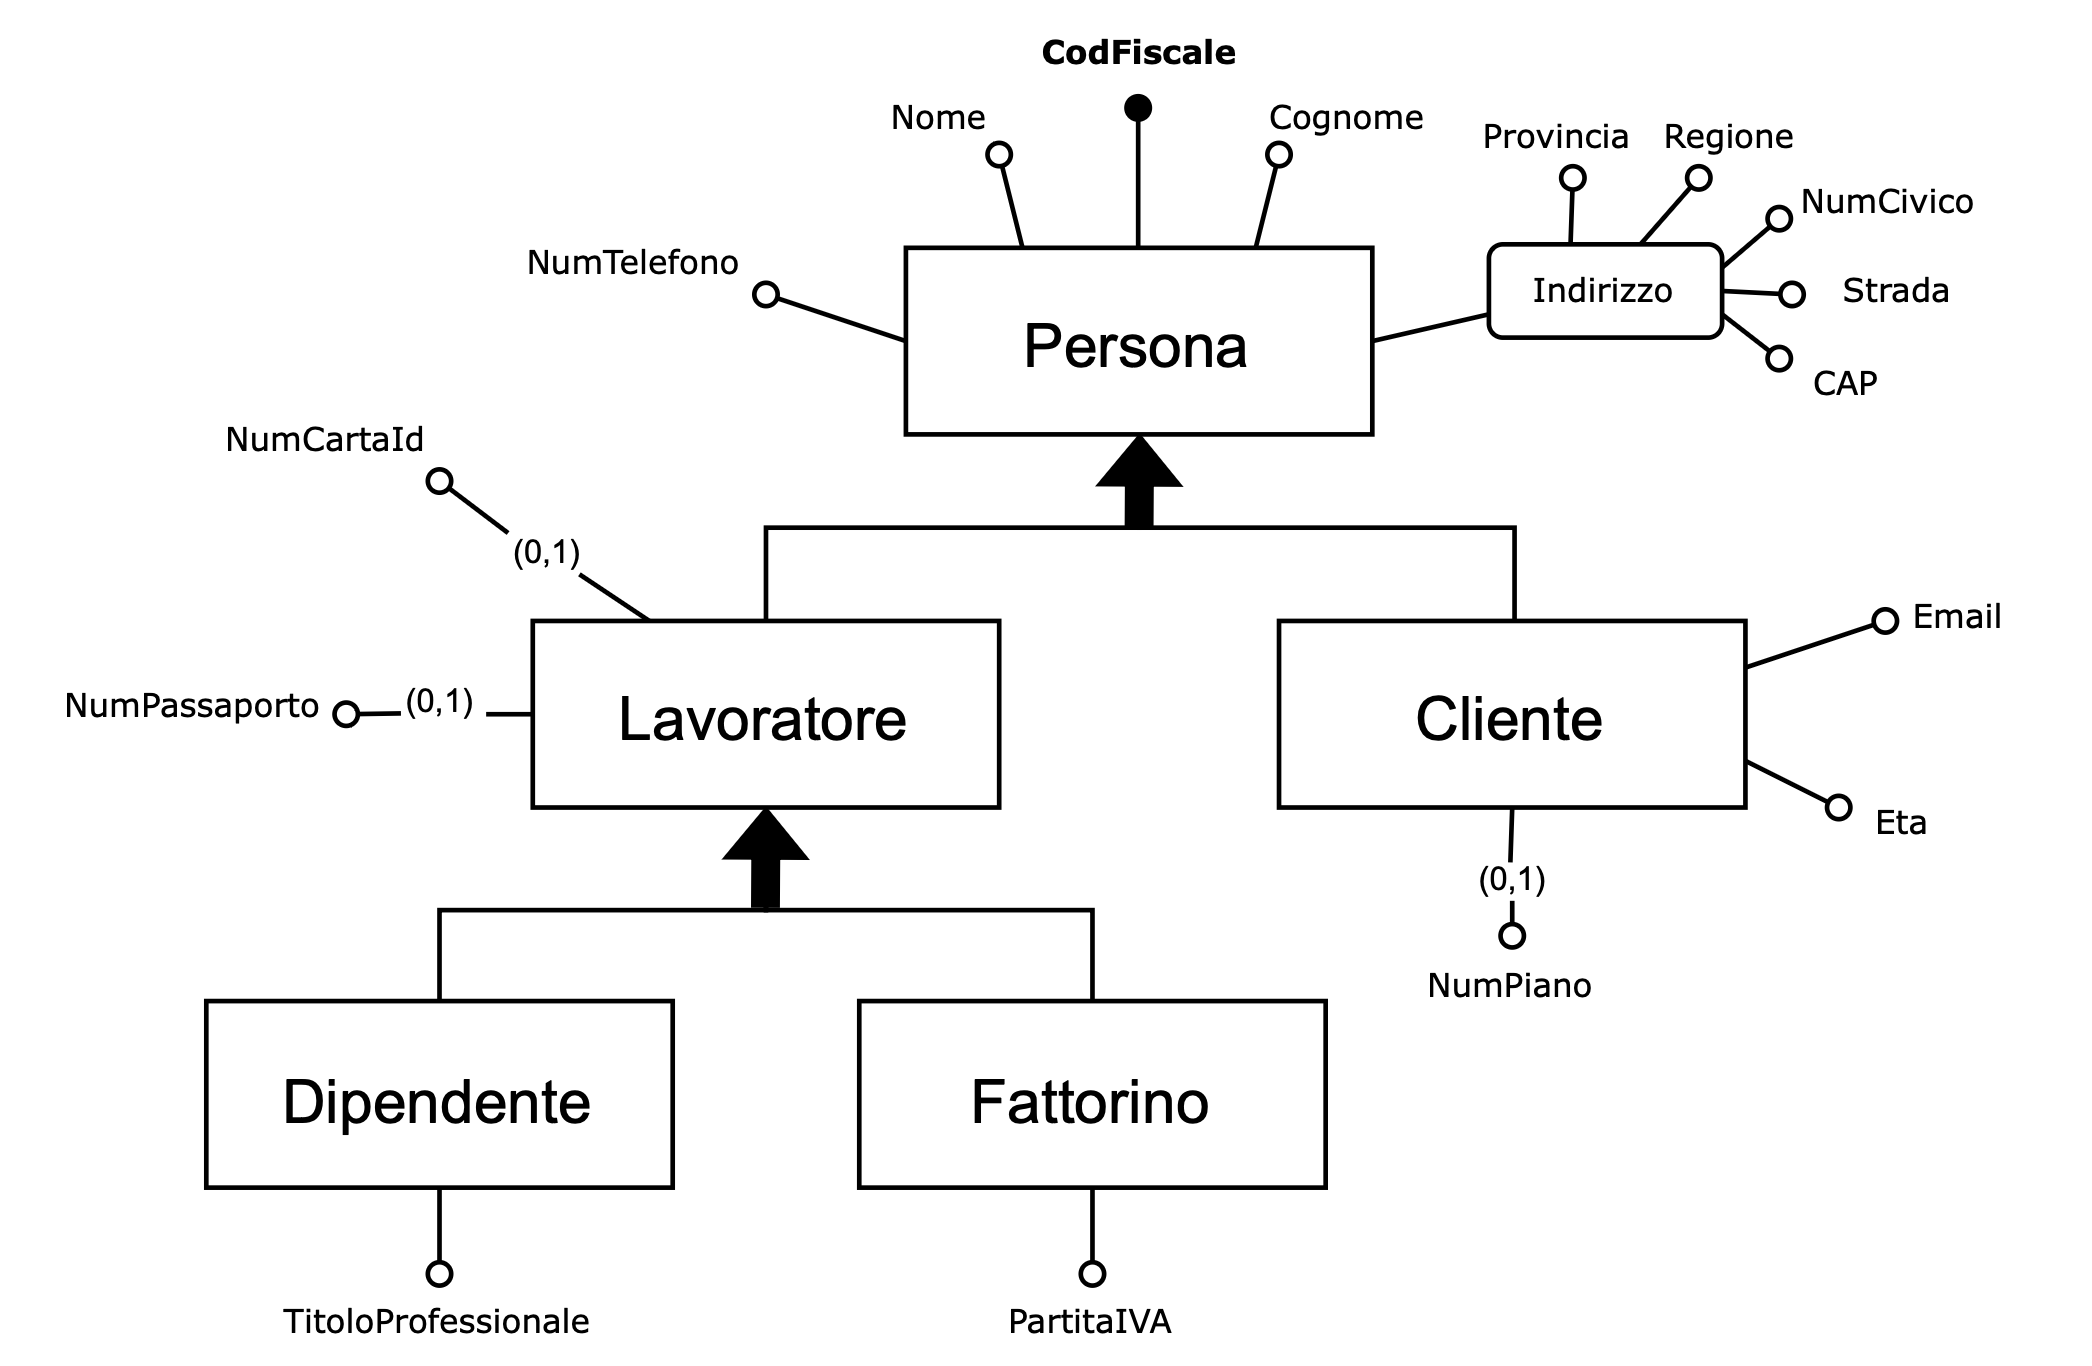 CodFiscale
Nome
Cognome
Provincia
Regione
NumCivico
NumTelefono
Indirizzo
Strada
Persona
CAP
NumCartaId
(0,1)
Email
NumPassaporto
(0,1)
Lavoratore
Cliente
Eta
(0,1)
NumPiano
Dipendente
Fattorino
TitoloProfessionale
PartitaIVA